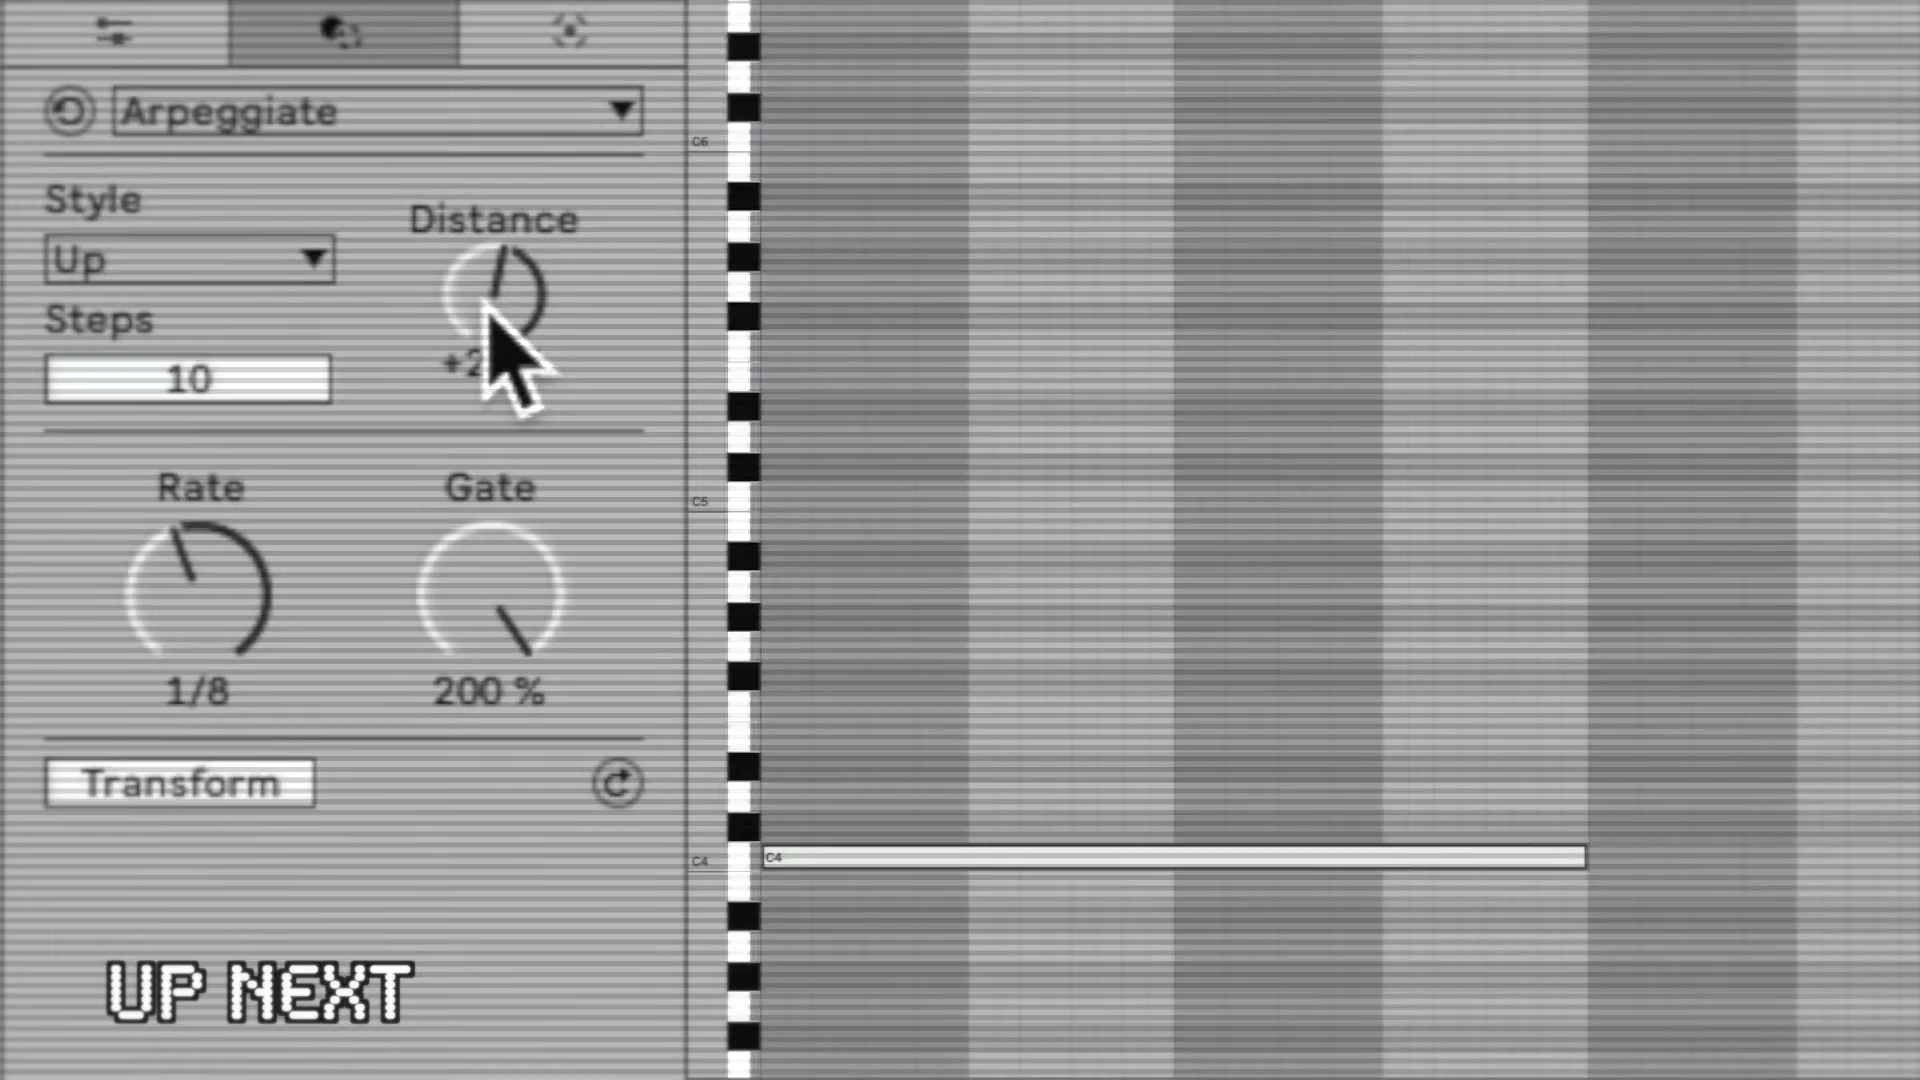 Arpeggiate
Style
Distance
Up
Steps
10
Rate
Gate
1/8
200 %
Transform
C6
C5
C4
C4
UP NEXT